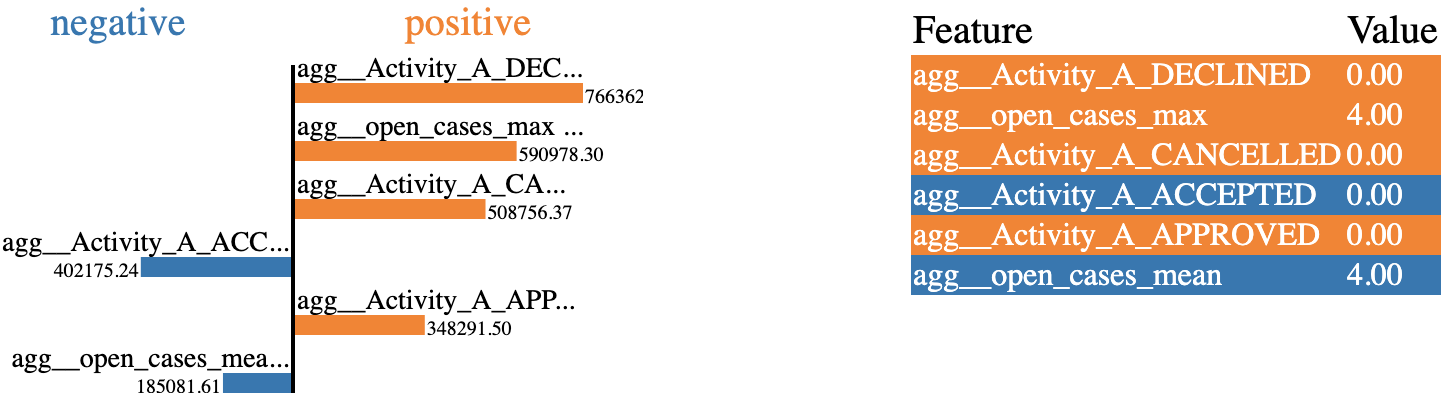 negative
positive
agg__Activity_A_DEC...
766362
agg__open_cases_max ...
590978.30
agg__Activity_A_CA...
508756.37
agg__Activity_A_ACC...
402175.24
agg__Activity_A_APP...
348291.50
agg__open_cases_mea...
185081.61
Feature Value
agg__Activity_A_DECLINED 0.00
agg__open_cases_max 4.00
agg__Activity_A_CANCELLED 0.00
agg__Activity_A_ACCEPTED 0.00
agg__Activity_A_APPROVED 0.00
agg__open_cases_mean 4.00